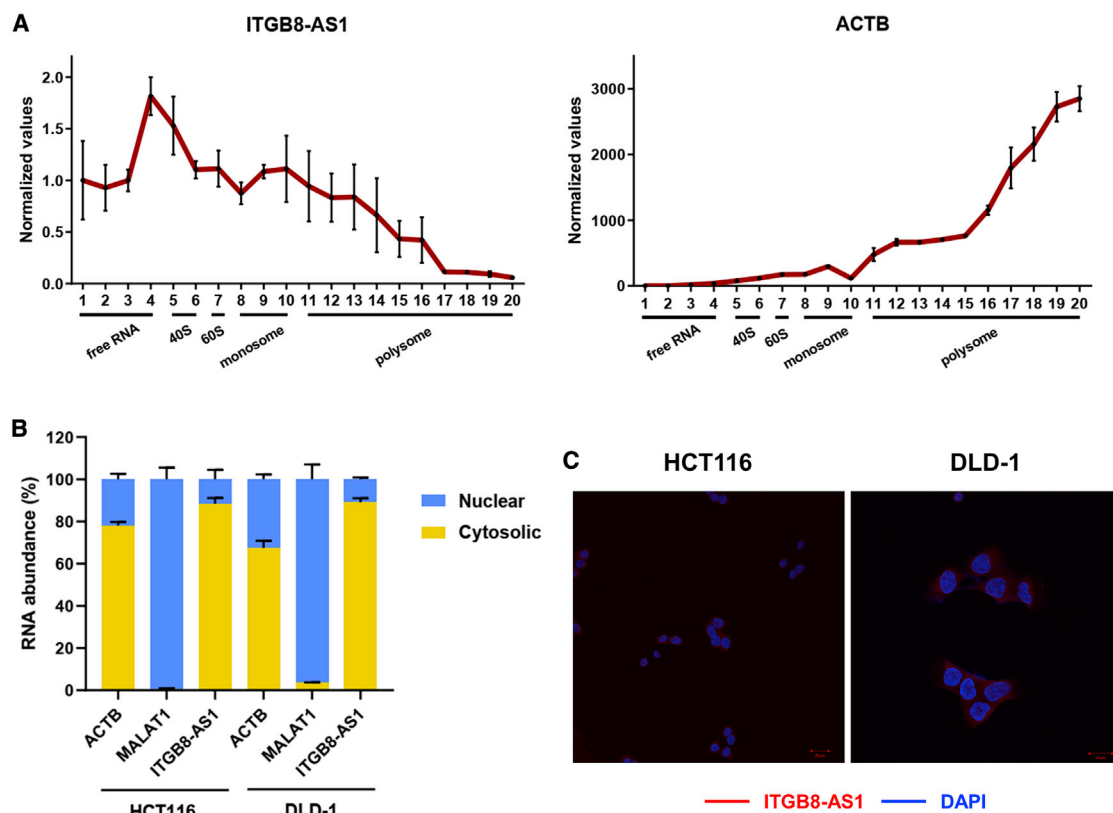 A
ITGB8-AS1
ACTB
Normalized values
2.0
1.5
1.0
0.5
0.0
1 2 3 4 5 6 7 8 9 10 11 12 13 14 15 16 17 18 19 20
free RNA
40S
60S
monosome
polysome
Normalized values
3000
2000
1000
0
1 2 3 4 5 6 7 8 9 10 11 12 13 14 15 16 17 18 19 20
free RNA
40S
60S
monosome
polysome
B
RNA abundance (%)
120
100
80
60
40
20
0
Nuclear
Cytosolic
ACTB
MALAT1
ITGB8-AS1
ACTB
MALAT1
ITGB8-AS1
HCT116
DLD-1
C
HCT116
DLD-1
ITGB8-AS1
DAPI